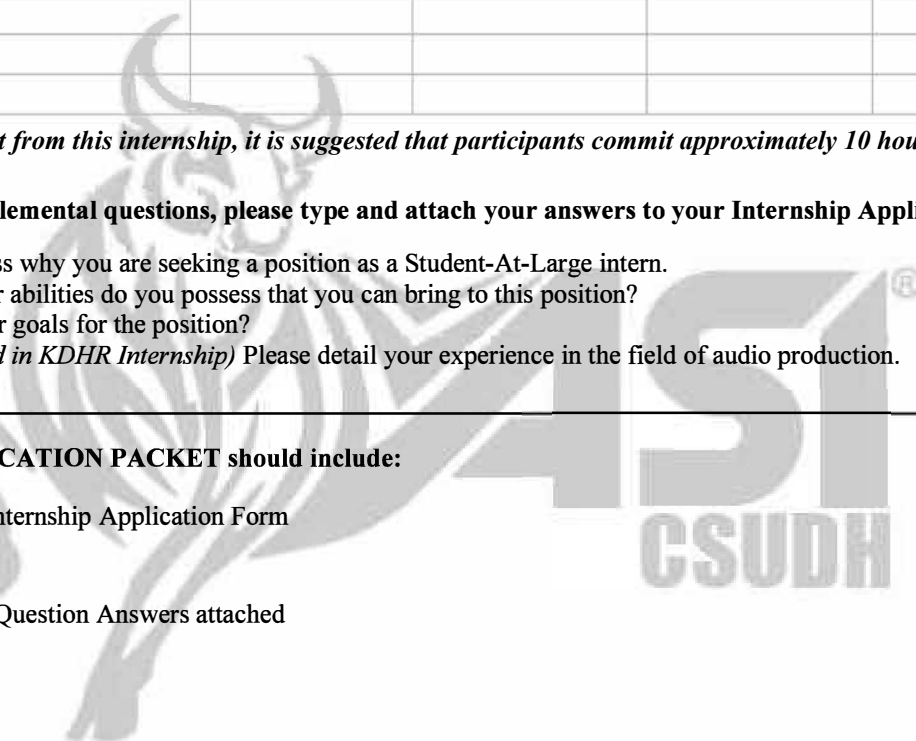 t from this internship, it is suggested that participants commit approximately 10 hou
lemental questions, please type and attach your answers to your Internship Appli
s why you are seeking a position as a Student-At-Large intern.
r abilities do you possess that you can bring to this position?
r goals for the position?
d in KDHR Internship) Please detail your experience in the field of audio production.
CATION PACKET should include:
nternship Application Form
Question Answers attached
ASI®
CSUDH